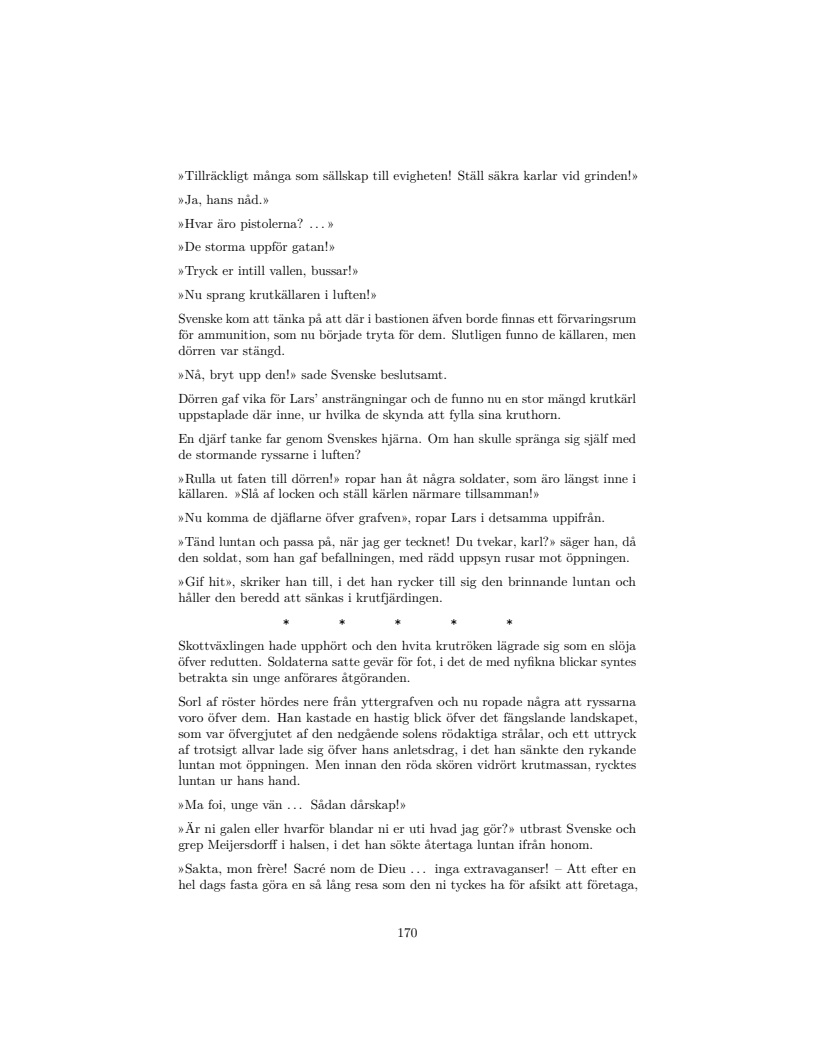 »Tillräckligt många som sällskap till evigheten! Ställ säkra karlar vid grinden!»
»Ja, hans nåd.»
»Hvar äro pistolerna? ...»
»De storma uppför gatan!»
»Tryck er intill vallen, bussar!»
»Nu sprang krutkällaren i luften!»
Svenske kom att tänka på att där i bastionen äfven borde finnas ett förvaringsrum
för ammunition, som nu började tryta för dem. Slutligen funno de källaren, men
dörren var stängd.
»Nå, bryt upp den!» sade Svenske beslutsamt.
Dörren gaf vika för Lars’ ansträngningar och de funno nu en stor mängd krutkärl
uppstaplade där inne, ur hvilka de skynda att fylla sina kruthorn.
En djärf tanke far genom Svenskes hjärna. Om han skulle spränga sig själf med
de stormande ryssarne i luften?
»Rulla ut faten till dörren!» ropar han åt några soldater, som äro längst inne i
källaren. »Slå af locken och ställ kärlen närmare tillsamman!»
»Nu komma de djäflarne öfver grafven», ropar Lars i detsamma uppifrån.
»Tänd luntan och passa på, när jag ger tecknet! Du tvekar, karl?» säger han, då
den soldat, som han gaf befallningen, med rädd uppsyn rusar mot öppningen.
»Gif hit», skriker han till, i det han rycker till sig den brinnande luntan och
håller den beredd att sänkas i krutfjärdingen.
* * * * *
Skottväxlingen hade upphört och den hvita krutröken lägrade sig som en slöja
öfver redutten. Soldaterna satte gevär för fot, i det de med nyfikna blickar syntes
betrakta sin unge anförares åtgöranden.
Sorl af röster hördes nere från yttergrafven och nu ropade några att ryssarna
voro öfver dem. Han kastade en hastig blick öfver det fängslande landskapet,
som var öfvergjutet af den nedgående solens rödaktiga strålar, och ett uttryck
af trotsigt allvar lade sig öfver hans anletsdrag, i det han sänkte den rykande
luntan mot öppningen. Men innan den röda skören vidrört krutmassan, rycktes
luntan ur hans hand.
»Ma foi, unge vän ... Sådan dårskap!»
»Är ni galen eller hvarför blandar ni er uti hvad jag gör?» utbrast Svenske och
grep Meijersdorff i halsen, i det han sökte återtaga luntan ifrån honom.
»Sakta, mon frère! Sacré nom de Dieu ... inga extravaganser! – Att efter en
hel dags fasta göra en så lång resa som den ni tyckes ha för afsikt att företaga,
170